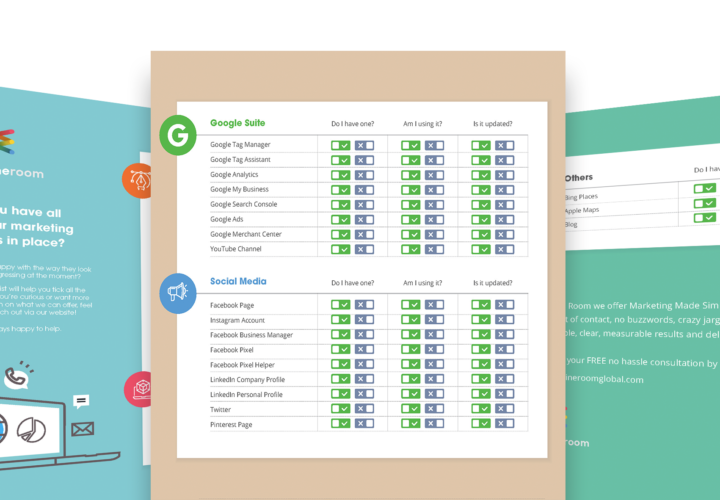 neroom
u have all
ur marketing
s in place?
ppy with the way they look
gressing at the moment?
ist will help you tick all the
you're curious or want more
n on what we can offer, feel
ch out via our website!
ays happy to help.
G
Google Suite Do I have one? Am I using it? Is it updated?
Google Tag Manager
Google Tag Assistant
Google Analytics
Google My Business
Google Search Console
Google Ads
Google Merchant Center
YouTube Channel
Social Media Do I have one? Am I using it? Is it updated?
Facebook Page
Instagram Account
Facebook Business Manager
Facebook Pixel
Facebook Pixel Helper
LinkedIn Company Profile
LinkedIn Personal Profile
Twitter
Pinterest Page
Others Do I hav
Bing Places
Apple Maps
Blog
Room we offer Marketing Made Sim
t of contact, no buzzwords, crazy jarg
ple, clear, measurable results and del
your FREE no hassle consultation by
ineroomglobal.com
room